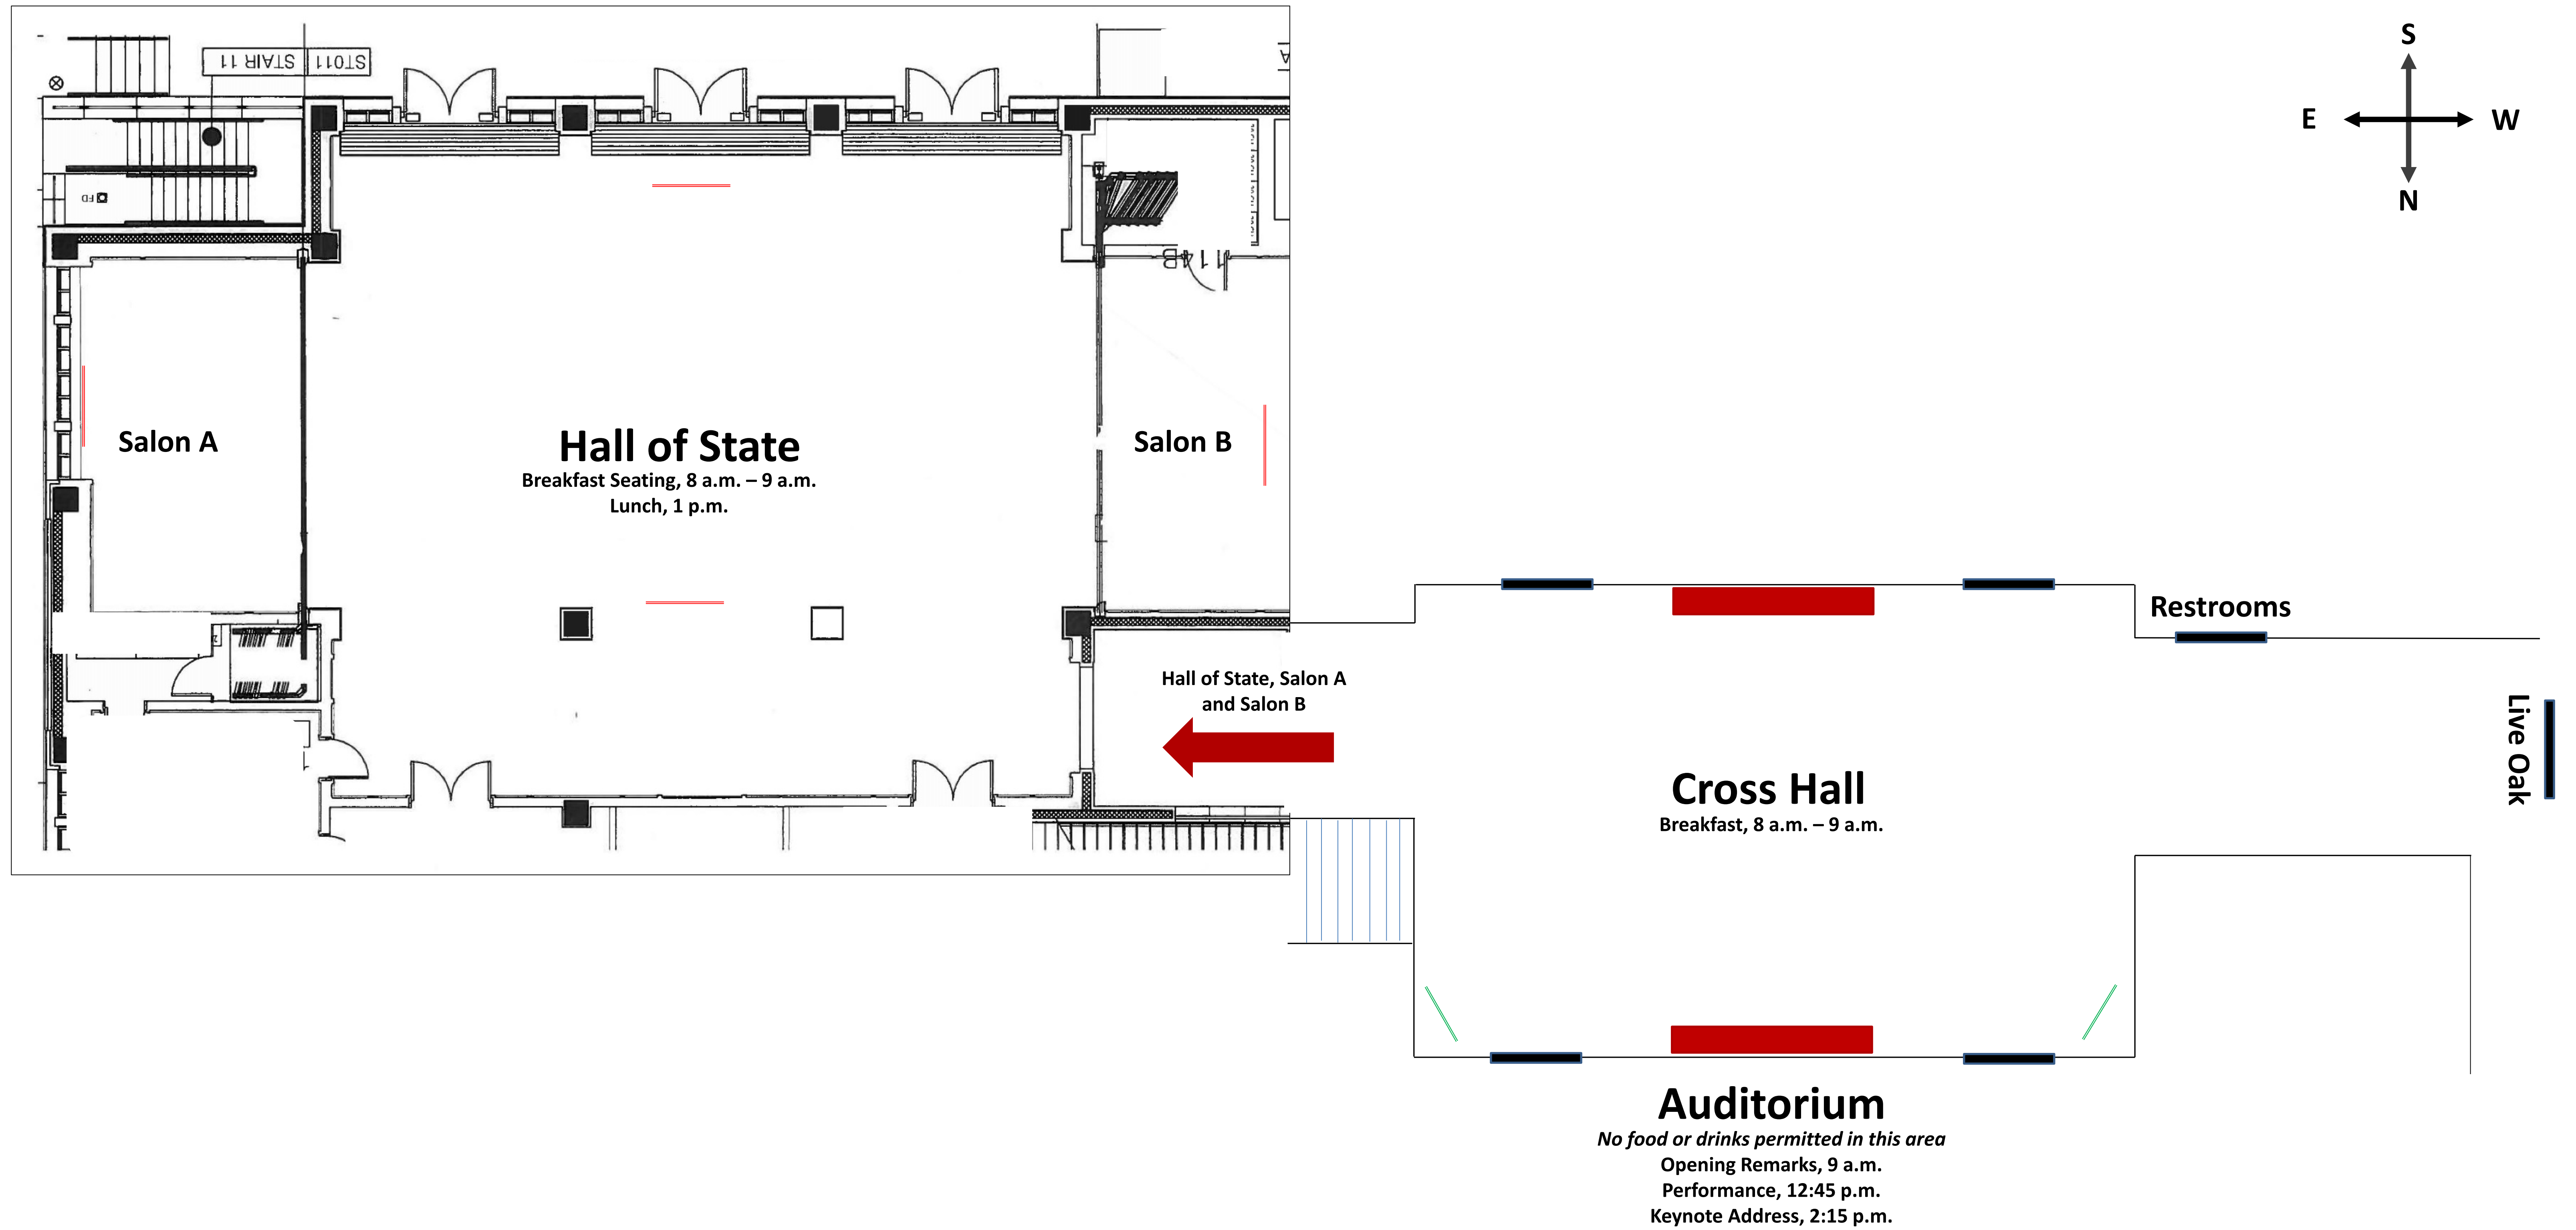 ST011
STAIR 11
FD
S
E
W
N
Salon A
Hall of State
Breakfast Seating, 8 a.m. – 9 a.m.
Lunch, 1 p.m.
Salon B
Restrooms
Hall of State, Salon A
and Salon B
Live Oak
Cross Hall
Breakfast, 8 a.m. – 9 a.m.
Auditorium
No food or drinks permitted in this area
Opening Remarks, 9 a.m.
Performance, 12:45 p.m.
Keynote Address, 2:15 p.m.